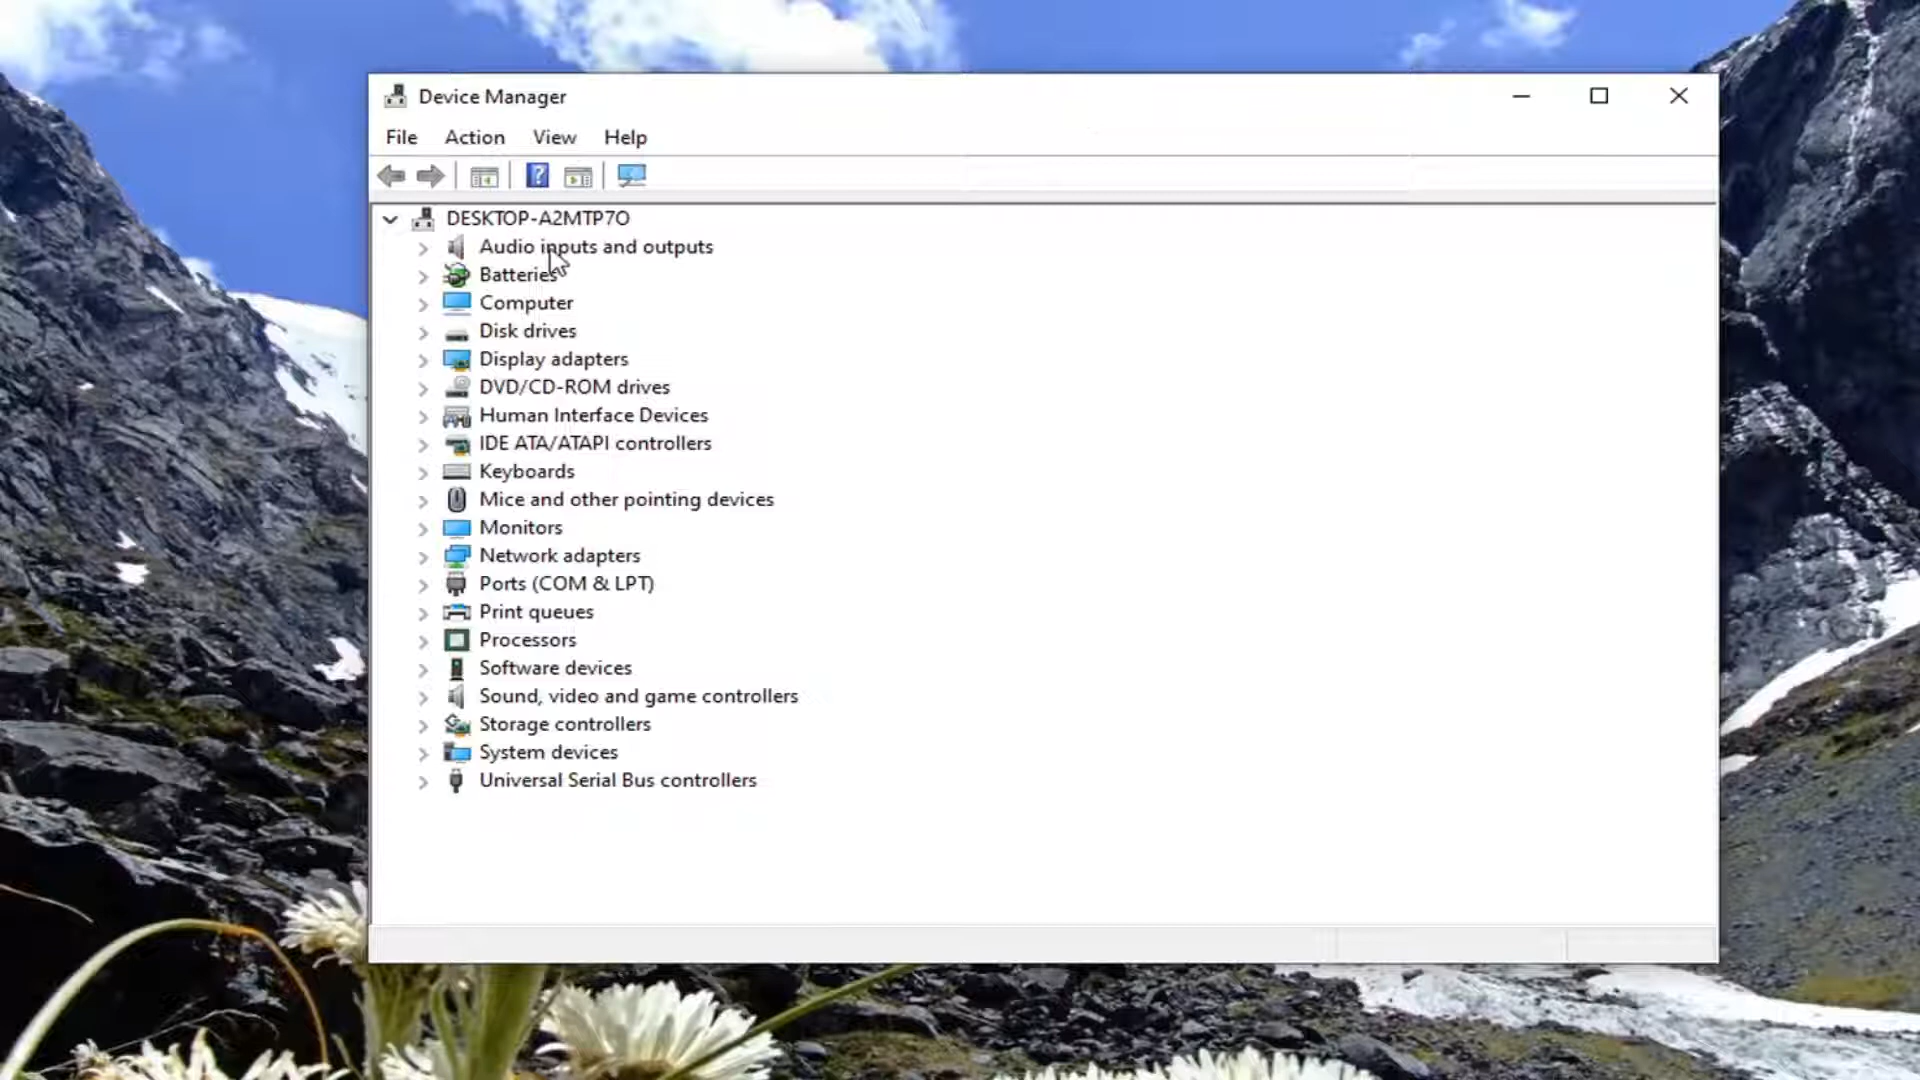 Device Manager
File Action View Help
DESKTOP-A2MTP7O
Audio inputs and outputs
Batteries
Computer
Disk drives
Display adapters
DVD/CD-ROM drives
Human Interface Devices
IDE ATA/ATAPI controllers
Keyboards
Mice and other pointing devices
Monitors
Network adapters
Ports (COM & LPT)
Print queues
Processors
Software devices
Sound, video and game controllers
Storage controllers
System devices
Universal Serial Bus controllers